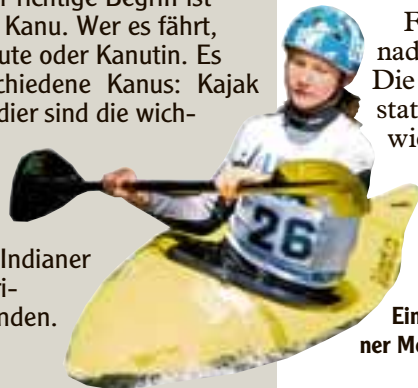 richtige Begriff ist
Kanu. Wer es fährt,
ute oder Kanutin. Es
chiedene Kanus: Kajak
dier sind die wich-
Indianer
ri-
nden.
F
nad
Die
stat
26
Ein
ner Me